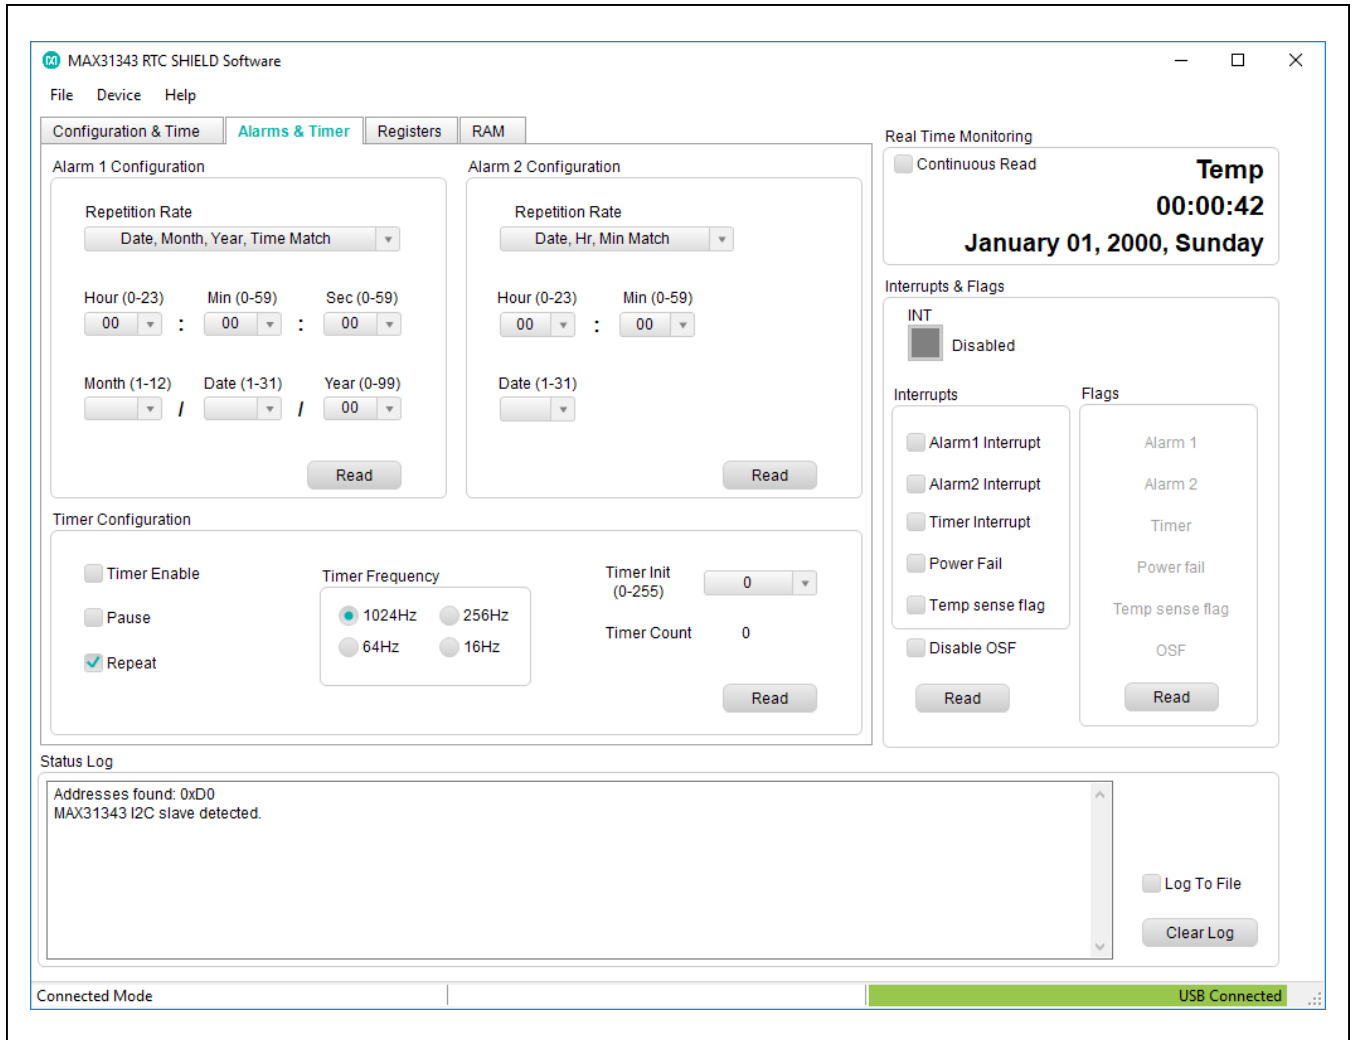 MAX31343 RTC SHIELD Software
File Device Help
Configuration & Time Alarms & Timer Registers RAM
Alarm 1 Configuration
Repetition Rate
Date, Month, Year, Time Match
Hour (0-23) Min (0-59) Sec (0-59)
00 : 00 : 00
Month (1-12) Date (1-31) Year (0-99)
/ / 00
Read
Alarm 2 Configuration
Repetition Rate
Date, Hr, Min Match
Hour (0-23) Min (0-59)
00 : 00
Date (1-31)
Read
Timer Configuration
Timer Enable
Pause
Repeat
Timer Frequency
1024Hz 256Hz
64Hz 16Hz
Timer Init
(0-255)
0
Timer Count 0
Read
Real Time Monitoring
Continuous Read
Temp
00:00:42
January 01, 2000, Sunday
Interrupts & Flags
INT
Disabled
Interrupts
Alarm1 Interrupt
Alarm2 Interrupt
Timer Interrupt
Power Fail
Temp sense flag
Disable OSF
Read
Flags
Alarm 1
Alarm 2
Timer
Power fail
Temp sense flag
OSF
Read
Status Log
Addresses found: 0xD0
MAX31343 I2C slave detected.
Log To File
Clear Log
Connected Mode
USB Connected